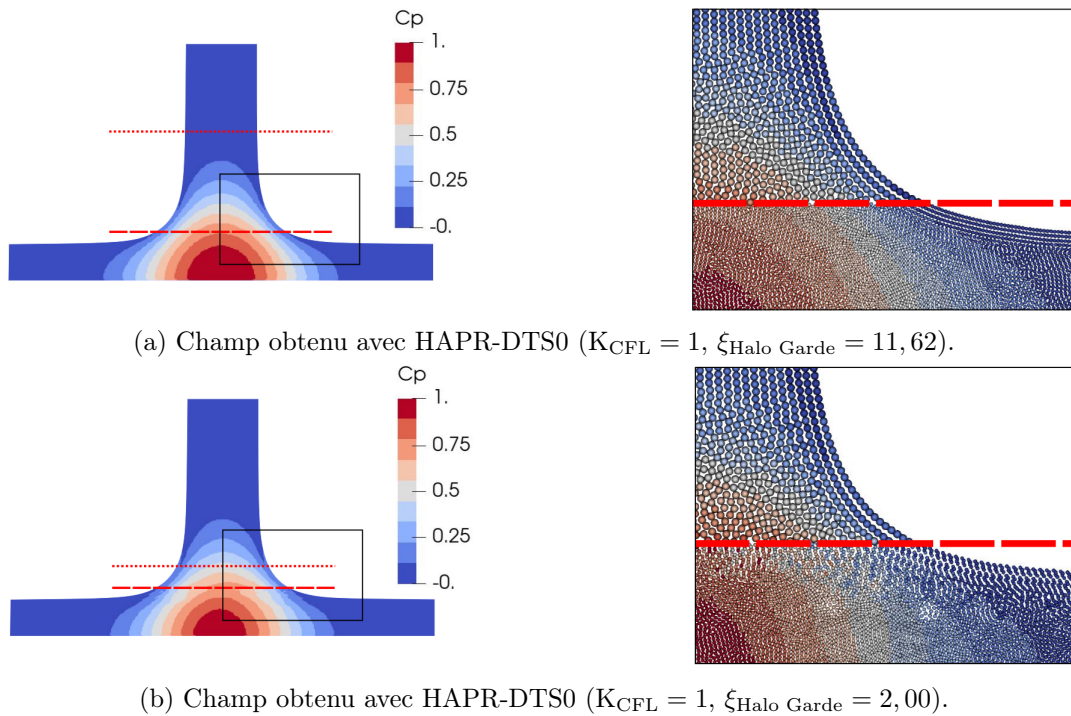 Cp
1.
0.75
0.5
0.25
-0.
(a) Champ obtenu avec HAPR-DTS0 (K_CFL = 1, ξ_Halo Garde = 11, 62).
Cp
1.
0.75
0.5
0.25
-0.
(b) Champ obtenu avec HAPR-DTS0 (K_CFL = 1, ξ_Halo Garde = 2, 00).